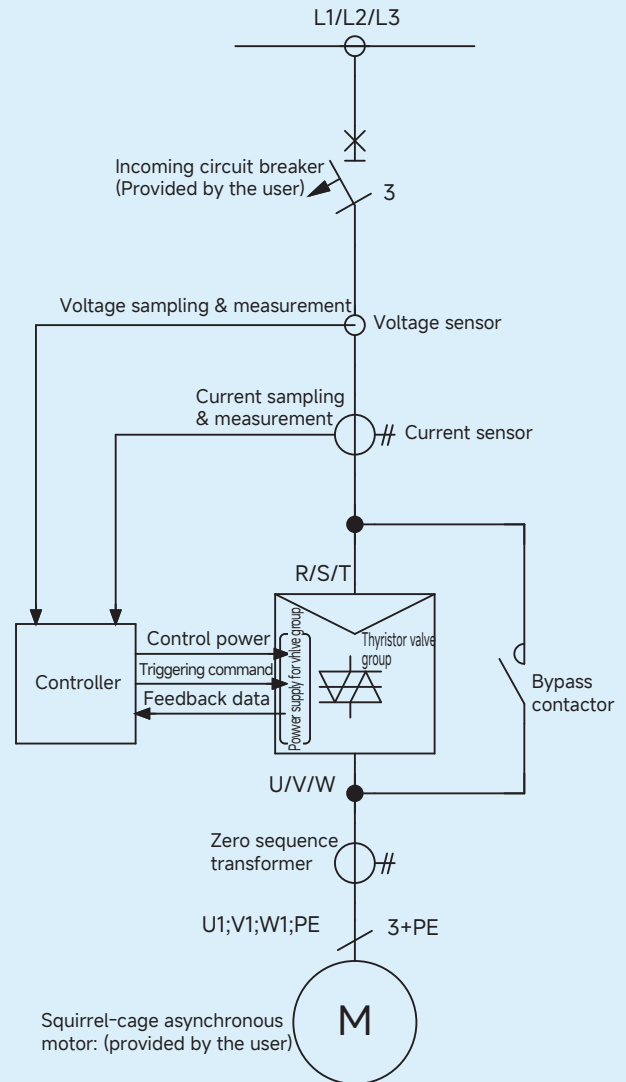 L1/L2/L3
Incoming circuit breaker
(Provided by the user)
3
Voltage sampling & measurement
Voltage sensor
Current sampling
& measurement
Current sensor
R/S/T
Controller
Control power
Triggering command
Feedback data
Powver supply for vhlve group
Thyristor valve
group
Bypass
contactor
U/V/W
Zero sequence
transformer
U1;V1;W1;PE
3+PE
M
Squirrel-cage asynchronous
motor: (provided by the user)